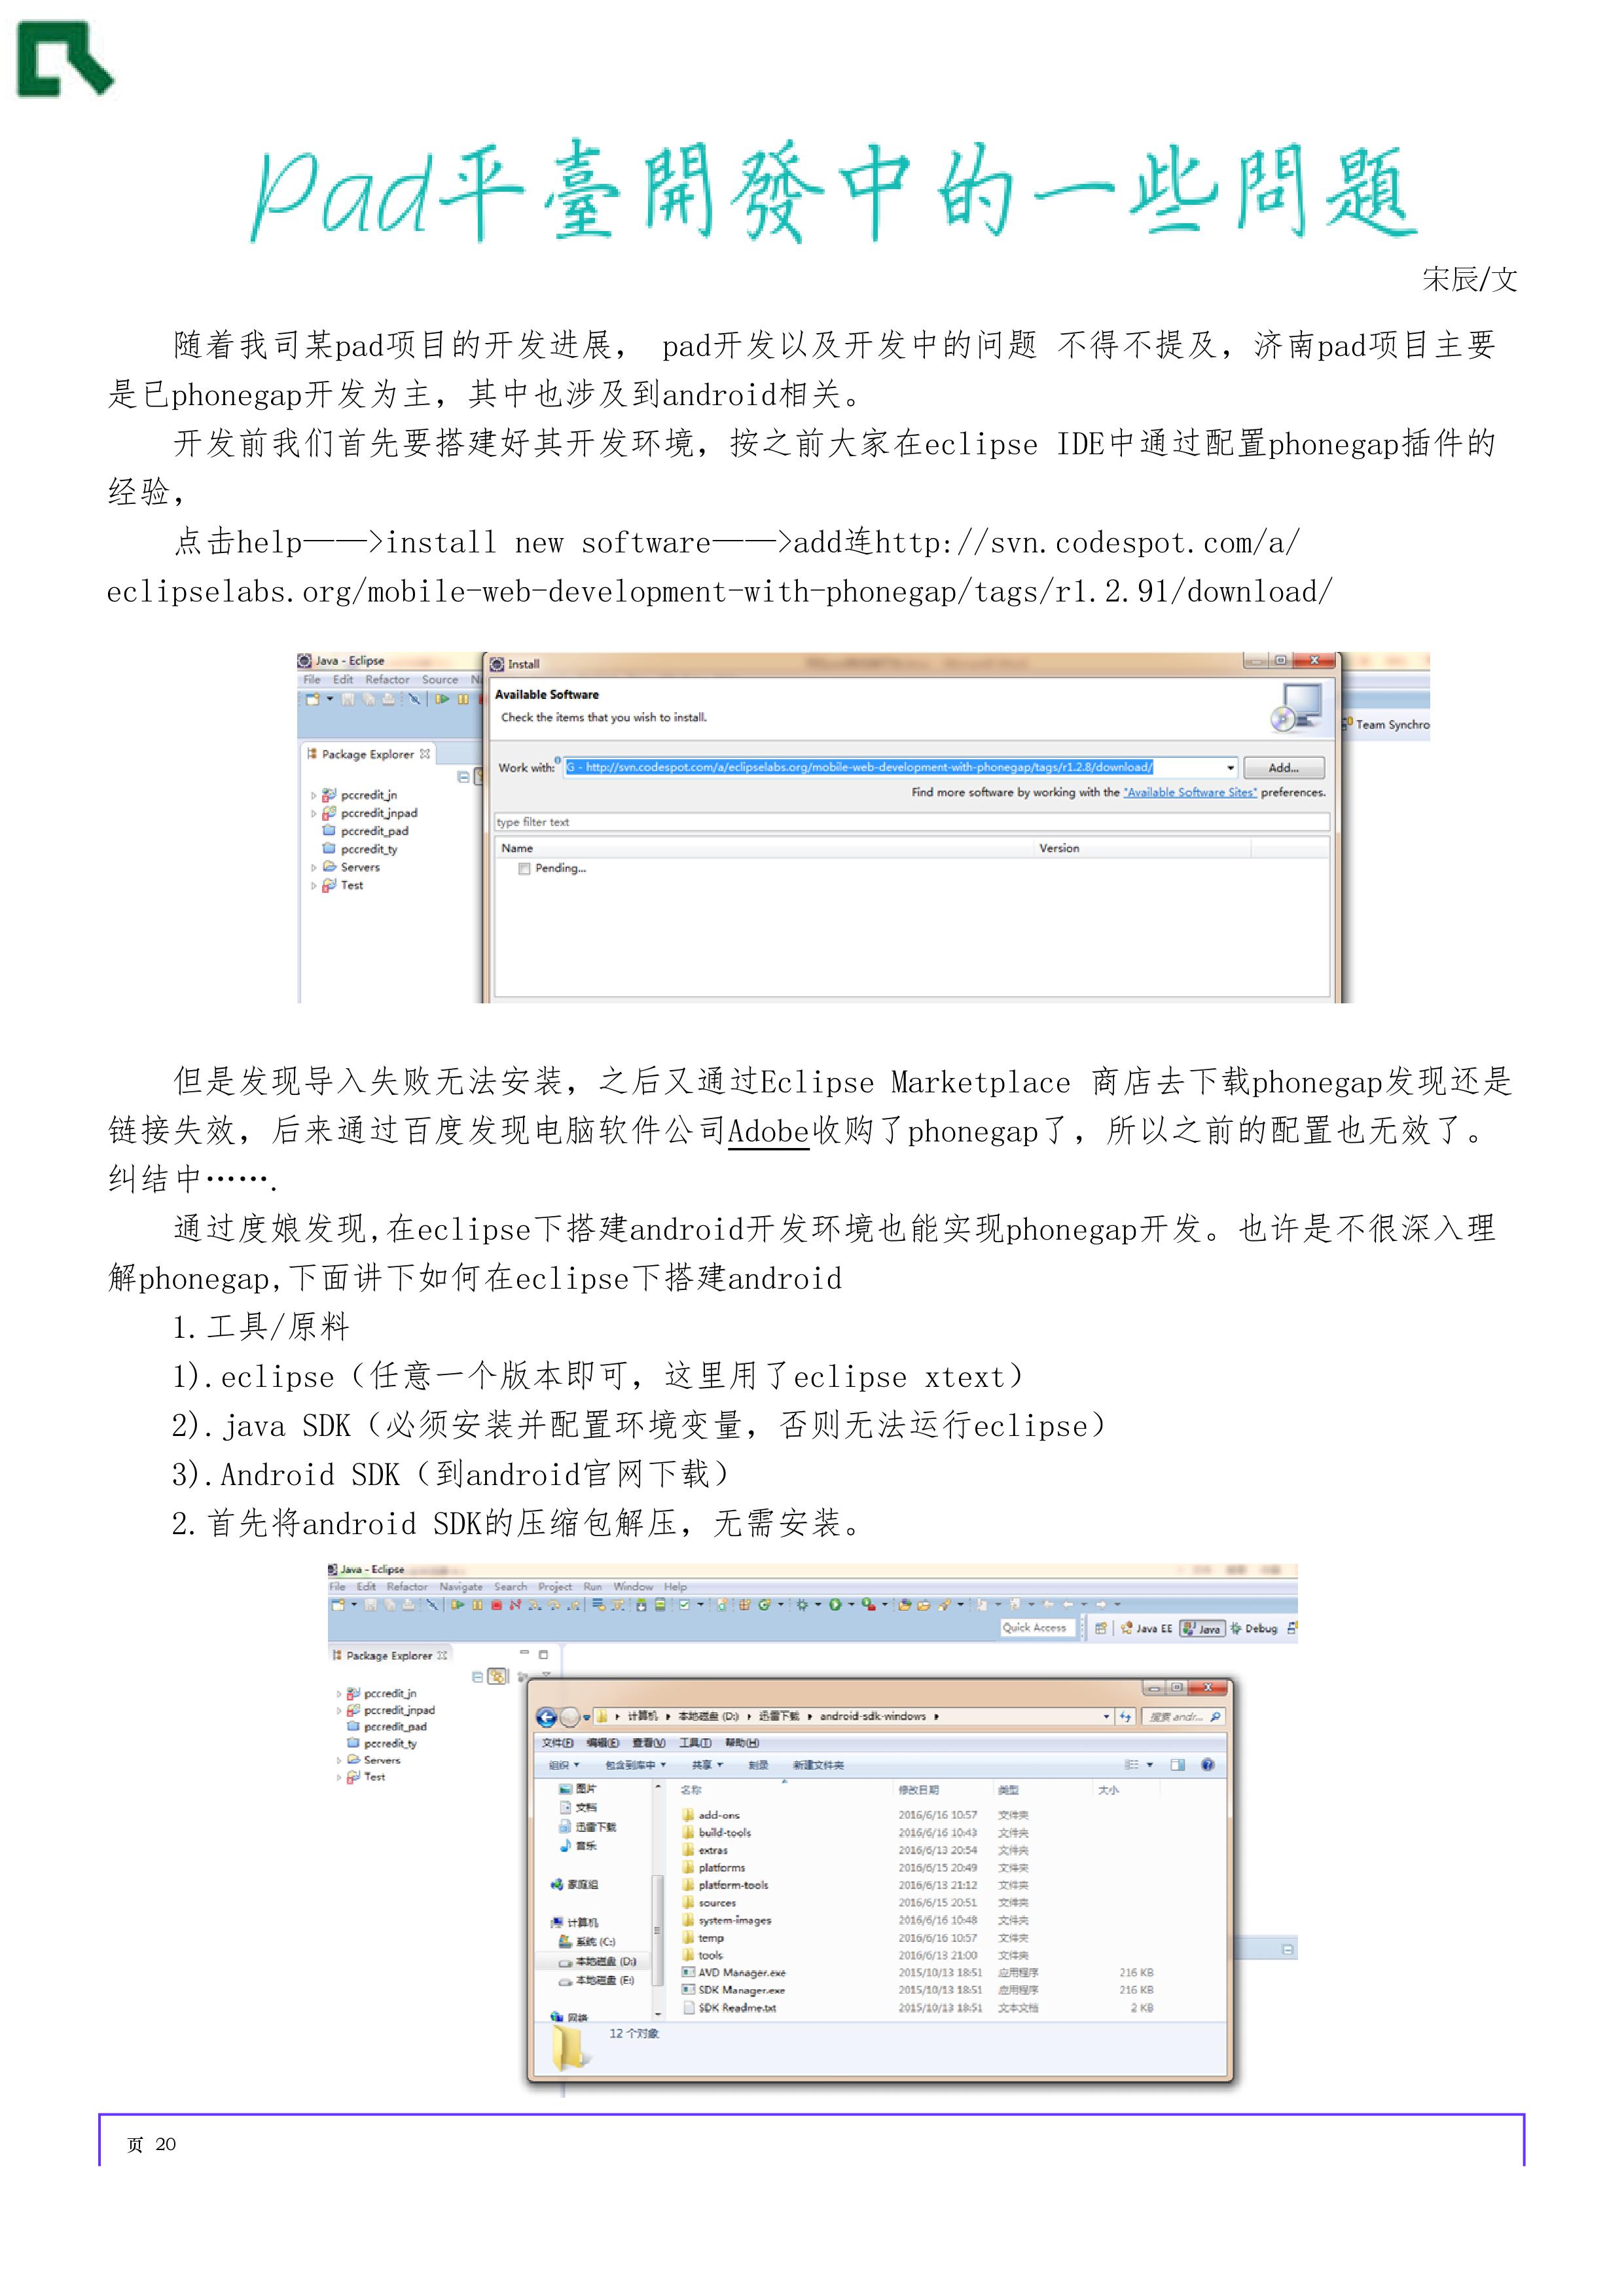 Pad平臺開發中的一些問題
宋辰/文
随着我司某pad项目的开发进展， pad开发以及开发中的问题 不得不提及，济南pad项目主要
是已phonegap开发为主，其中也涉及到android相关。
开发前我们首先要搭建好其开发环境，按之前大家在eclipse IDE中通过配置phonegap插件的
经验，
点击help——>install new software——>add连http://svn.codespot.com/a/
eclipselabs.org/mobile-web-development-with-phonegap/tags/r1.2.91/download/
Java - Eclipse
Install
File Edit Refactor Source Na
Available Software
Check the items that you wish to install.
Team Synchro
Package Explorer
Work with: G - http://svn.codespot.com/a/eclipselabs.org/mobile-web-development-with-phonegap/tags/r1.2.8/download/ Add...
Find more software by working with the "Available Software Sites" preferences.
pccredit_jn
pccredit_jnpad
pccredit_pad
pccredit_ty
Servers
Test
type filter text
Name Version
Pending...
但是发现导入失败无法安装，之后又通过Eclipse Marketplace 商店去下载phonegap发现还是
链接失效，后来通过百度发现电脑软件公司Adobe收购了phonegap了，所以之前的配置也无效了。
纠结中…….
通过度娘发现,在eclipse下搭建android开发环境也能实现phonegap开发。也许是不很深入理
解phonegap,下面讲下如何在eclipse下搭建android
1.工具/原料
1).eclipse（任意一个版本即可，这里用了eclipse xtext）
2).java SDK（必须安装并配置环境变量，否则无法运行eclipse）
3).Android SDK（到android官网下载）
2.首先将android SDK的压缩包解压，无需安装。
Java - Eclipse
File Edit Refactor Navigate Search Project Run Window Help
Quick Access Java EE Java Debug
Package Explorer
pccredit_jn
pccredit_jnpad
pccredit_pad
pccredit_ty
Servers
Test
计算机 本地磁盘 (D:) 迅雷下载 android-sdk-windows 搜索 andr...
文件(F) 编辑(E) 查看(V) 工具(T) 帮助(H)
组织 包含到库中 共享 刻录 新建文件夹
图片
文档
迅雷下载
音乐
家庭组
计算机
系统 (C:)
本地磁盘 (D:)
本地磁盘 (E:)
网络
名称 修改日期 类型 大小
add-ons 2016/6/16 10:57 文件夹
build-tools 2016/6/16 10:43 文件夹
extras 2016/6/13 20:54 文件夹
platforms 2016/6/15 20:49 文件夹
platform-tools 2016/6/13 21:12 文件夹
sources 2016/6/15 20:51 文件夹
system-images 2016/6/16 10:48 文件夹
temp 2016/6/16 10:57 文件夹
tools 2016/6/13 21:00 文件夹
AVD Manager.exe 2015/10/13 18:51 应用程序 216 KB
SDK Manager.exe 2015/10/13 18:51 应用程序 216 KB
SDK Readme.txt 2015/10/13 18:51 文本文档 2 KB
12 个对象
页 20